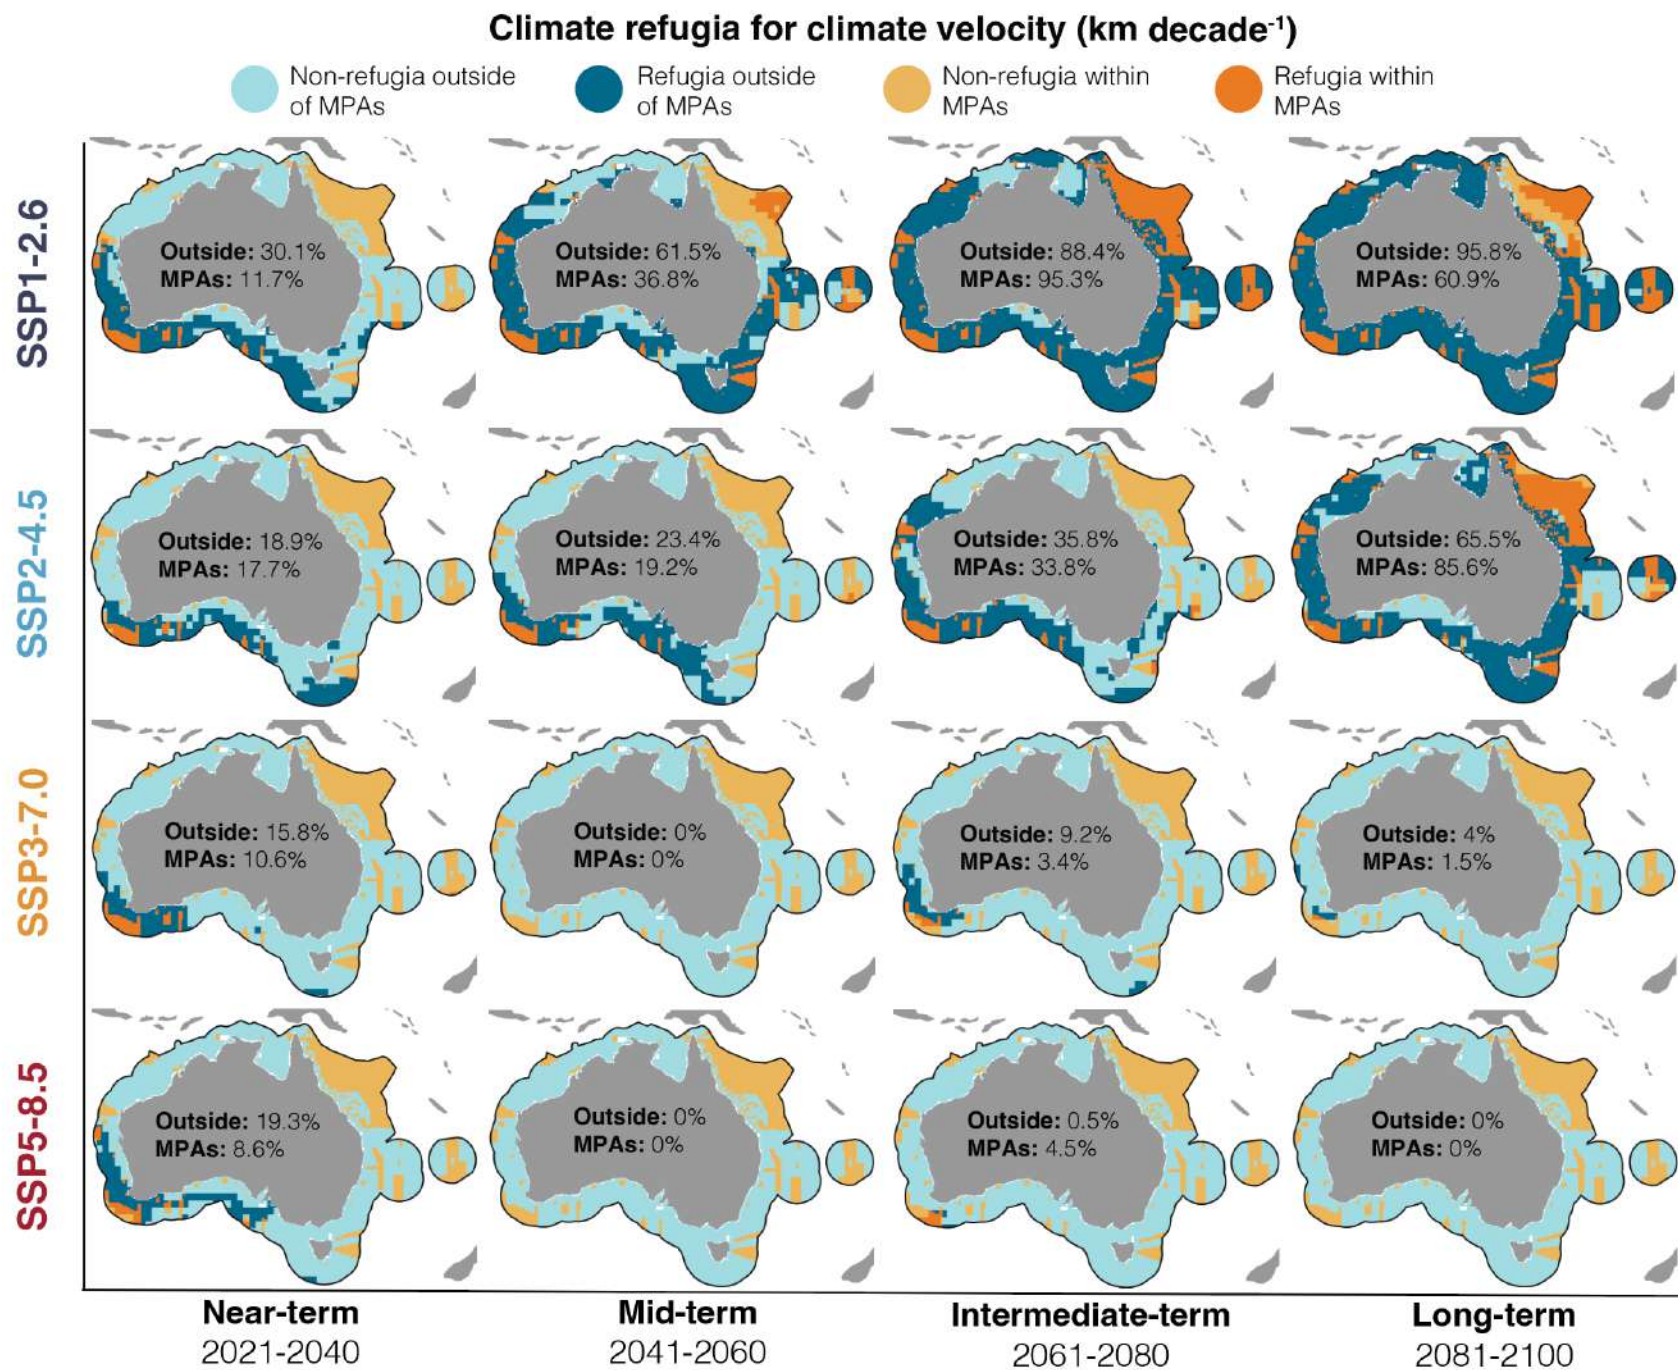 Climate refugia for climate velocity (km decade⁻¹)
Non-refugia outside
of MPAs
Refugia outside
of MPAs
Non-refugia within
MPAs
Refugia within
MPAs
SSP1-2.6
Outside: 30.1%
MPAs: 11.7%
Outside: 61.5%
MPAs: 36.8%
Outside: 88.4%
MPAs: 95.3%
Outside: 95.8%
MPAs: 60.9%
SSP2-4.5
Outside: 18.9%
MPAs: 17.7%
Outside: 23.4%
MPAs: 19.2%
Outside: 35.8%
MPAs: 33.8%
Outside: 65.5%
MPAs: 85.6%
SSP3-7.0
Outside: 15.8%
MPAs: 10.6%
Outside: 0%
MPAs: 0%
Outside: 9.2%
MPAs: 3.4%
Outside: 4%
MPAs: 1.5%
SSP5-8.5
Outside: 19.3%
MPAs: 8.6%
Outside: 0%
MPAs: 0%
Outside: 0.5%
MPAs: 4.5%
Outside: 0%
MPAs: 0%
Near-term
2021-2040
Mid-term
2041-2060
Intermediate-term
2061-2080
Long-term
2081-2100